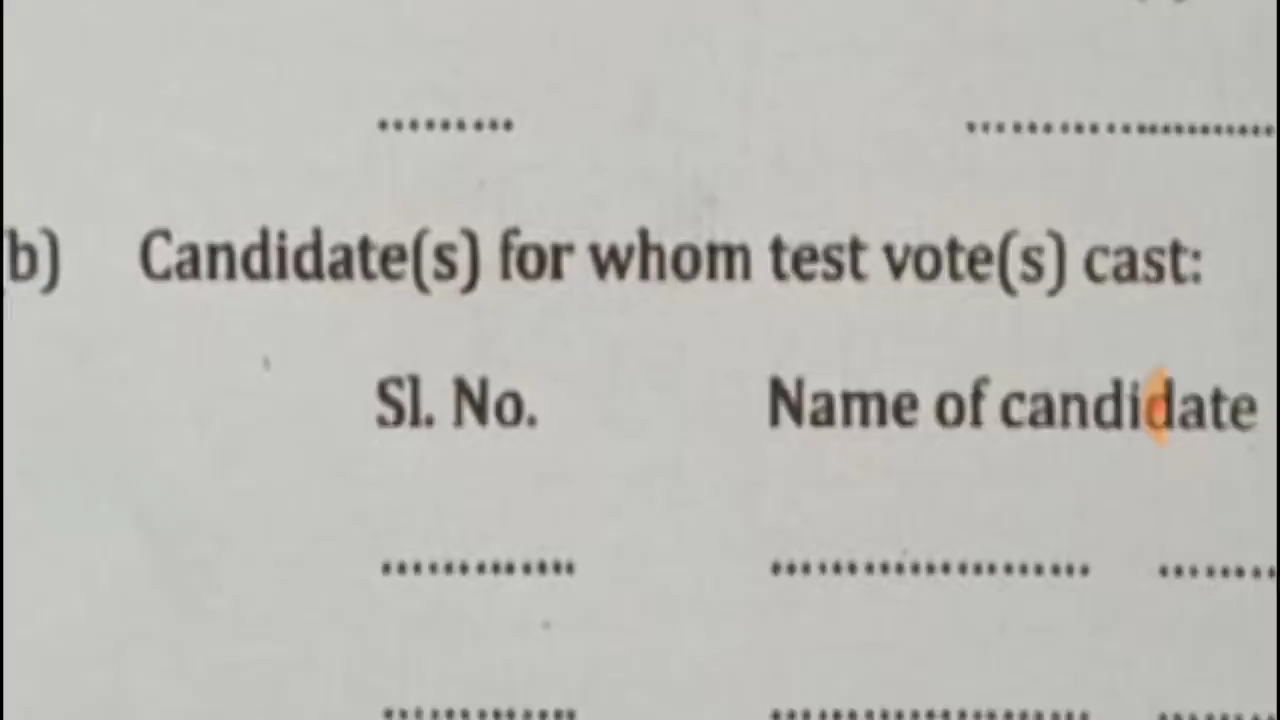 ......... ......................
b) Candidate(s) for whom test vote(s) cast:
Sl. No. Name of candidate
............. ..................... ........
............. ..................... ........